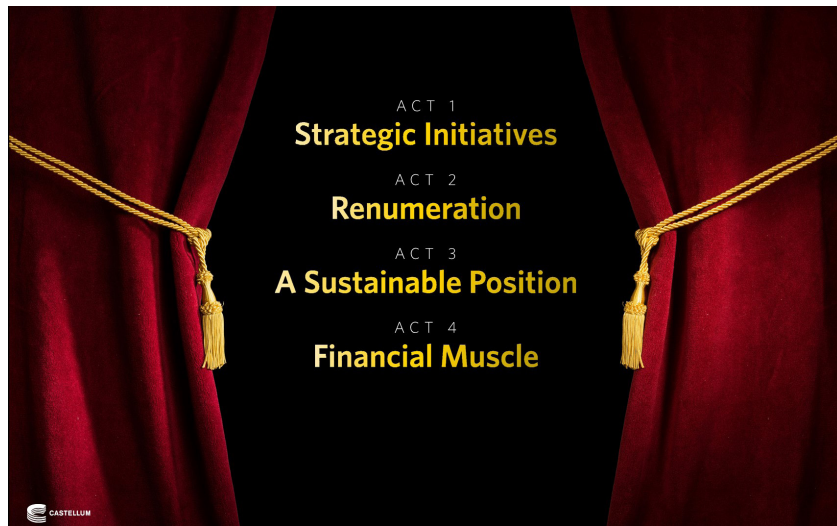 ACT 1
Strategic Initiatives
ACT 2
Renumeration
ACT 3
A Sustainable Position
ACT 4
Financial Muscle
CASTELLUM